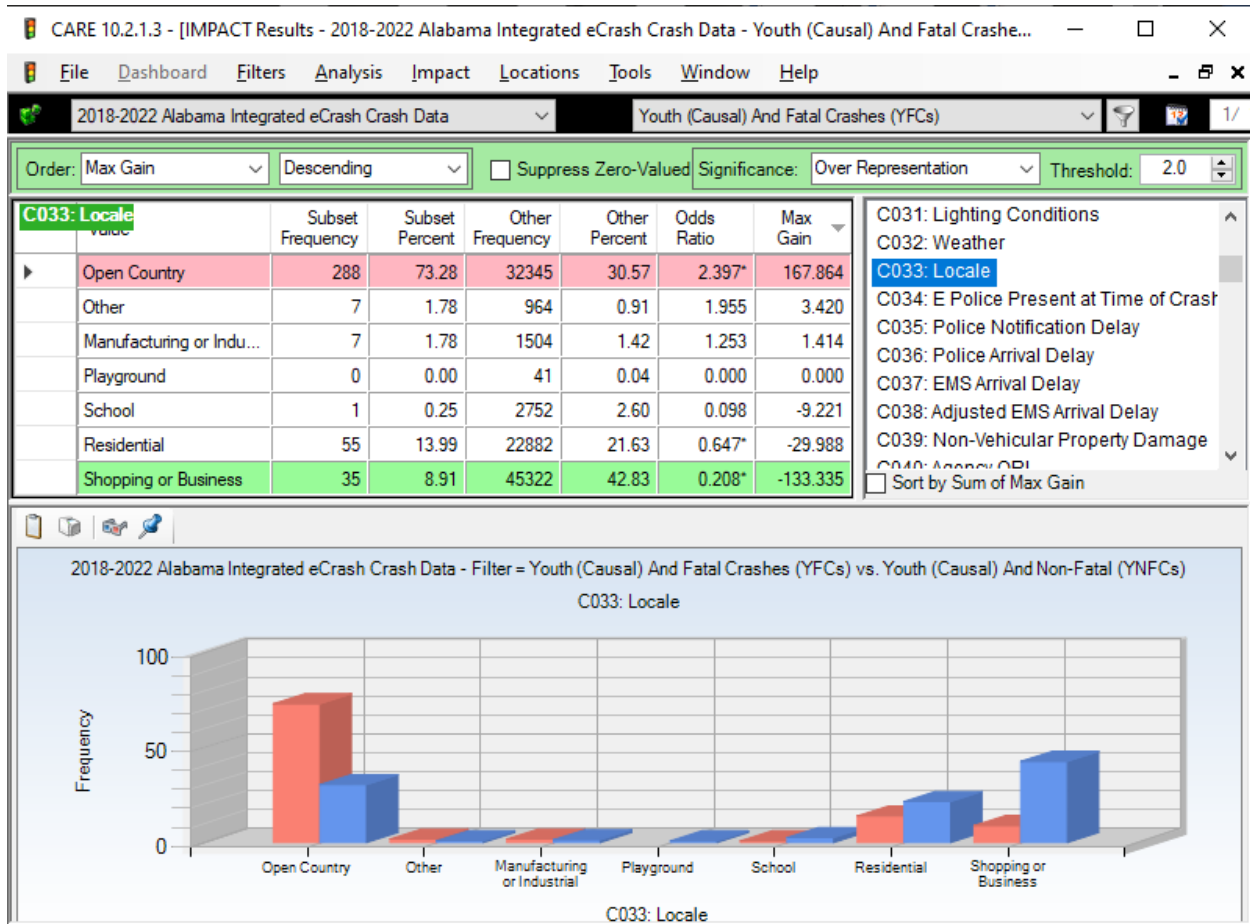 CARE 10.2.1.3 - [IMPACT Results - 2018-2022 Alabama Integrated eCrash Crash Data - Youth (Causal) And Fatal Crashe...
File Dashboard Filters Analysis Impact Locations Tools Window Help
2018-2022 Alabama Integrated eCrash Crash Data Youth (Causal) And Fatal Crashes (YFCs) 12 1/
Order: Max Gain Descending Suppress Zero-Valued Significance: Over Representation Threshold: 2.0
C033: Locale
Value Subset Frequency Subset Percent Other Frequency Other Percent Odds Ratio Max Gain
Open Country 288 73.28 32345 30.57 2.397* 167.864
Other 7 1.78 964 0.91 1.955 3.420
Manufacturing or Indu... 7 1.78 1504 1.42 1.253 1.414
Playground 0 0.00 41 0.04 0.000 0.000
School 1 0.25 2752 2.60 0.098 -9.221
Residential 55 13.99 22882 21.63 0.647* -29.988
Shopping or Business 35 8.91 45322 42.83 0.208* -133.335
C031: Lighting Conditions
C032: Weather
C033: Locale
C034: E Police Present at Time of Crash
C035: Police Notification Delay
C036: Police Arrival Delay
C037: EMS Arrival Delay
C038: Adjusted EMS Arrival Delay
C039: Non-Vehicular Property Damage
C040: Agency ORI
Sort by Sum of Max Gain
2018-2022 Alabama Integrated eCrash Crash Data - Filter = Youth (Causal) And Fatal Crashes (YFCs) vs. Youth (Causal) And Non-Fatal (YNFCs)
C033: Locale
100
50
0
Frequency
Open Country Other Manufacturing or Industrial Playground School Residential Shopping or Business
C033: Locale